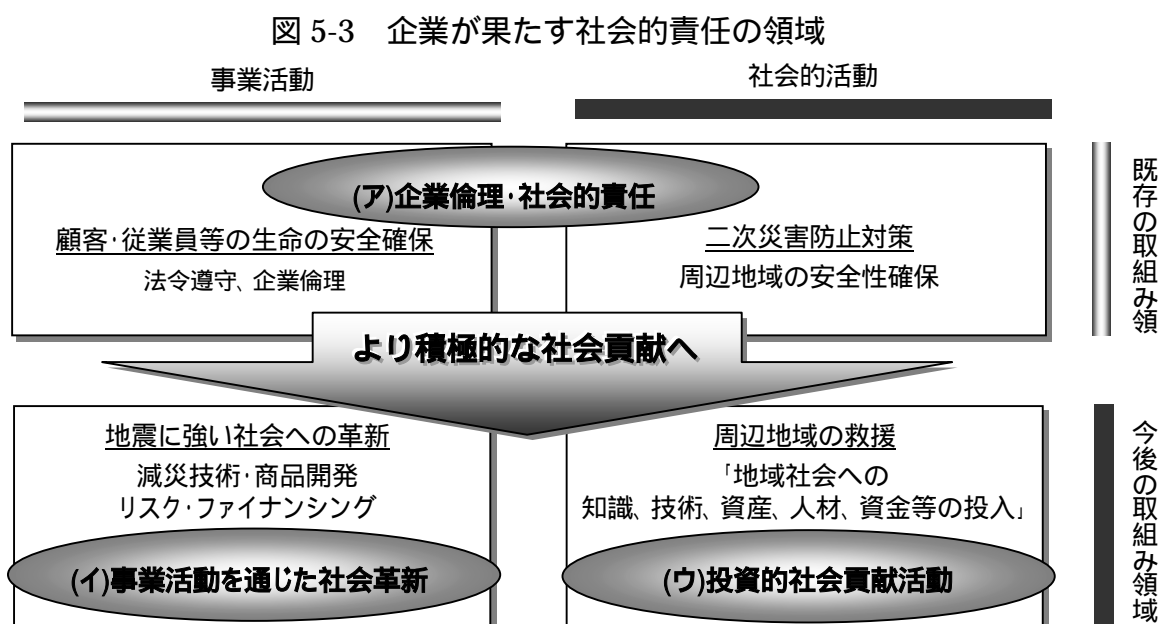 図 5-3　企業が果たす社会的責任の領域
事業活動
社会的活動
(ア)企業倫理･社会的責任
顧客･従業員等の生命の安全確保
法令遵守、企業倫理
二次災害防止対策
周辺地域の安全性確保
既存の取組み領
より積極的な社会貢献へ
地震に強い社会への革新
減災技術･商品開発
リスク･ファイナンシング
(イ)事業活動を通じた社会革新
周辺地域の救援
｢地域社会への
知識、技術、資産、人材、資金等の投入｣
(ウ)投資的社会貢献活動
今後の取組み領域